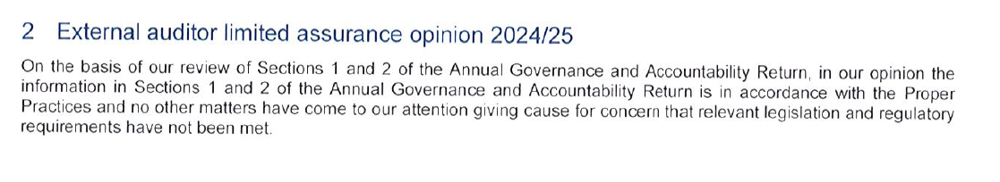 2 External auditor limited assurance opinion 2024/25
On the basis of our review of Sections 1 and 2 of the Annual Governance and Accountability Return, in our opinion the
information in Sections 1 and 2 of the Annual Governance and Accountability Return is in accordance with the Proper
Practices and no other matters have come to our attention giving cause for concern that relevant legislation and regulatory
requirements have not been met.